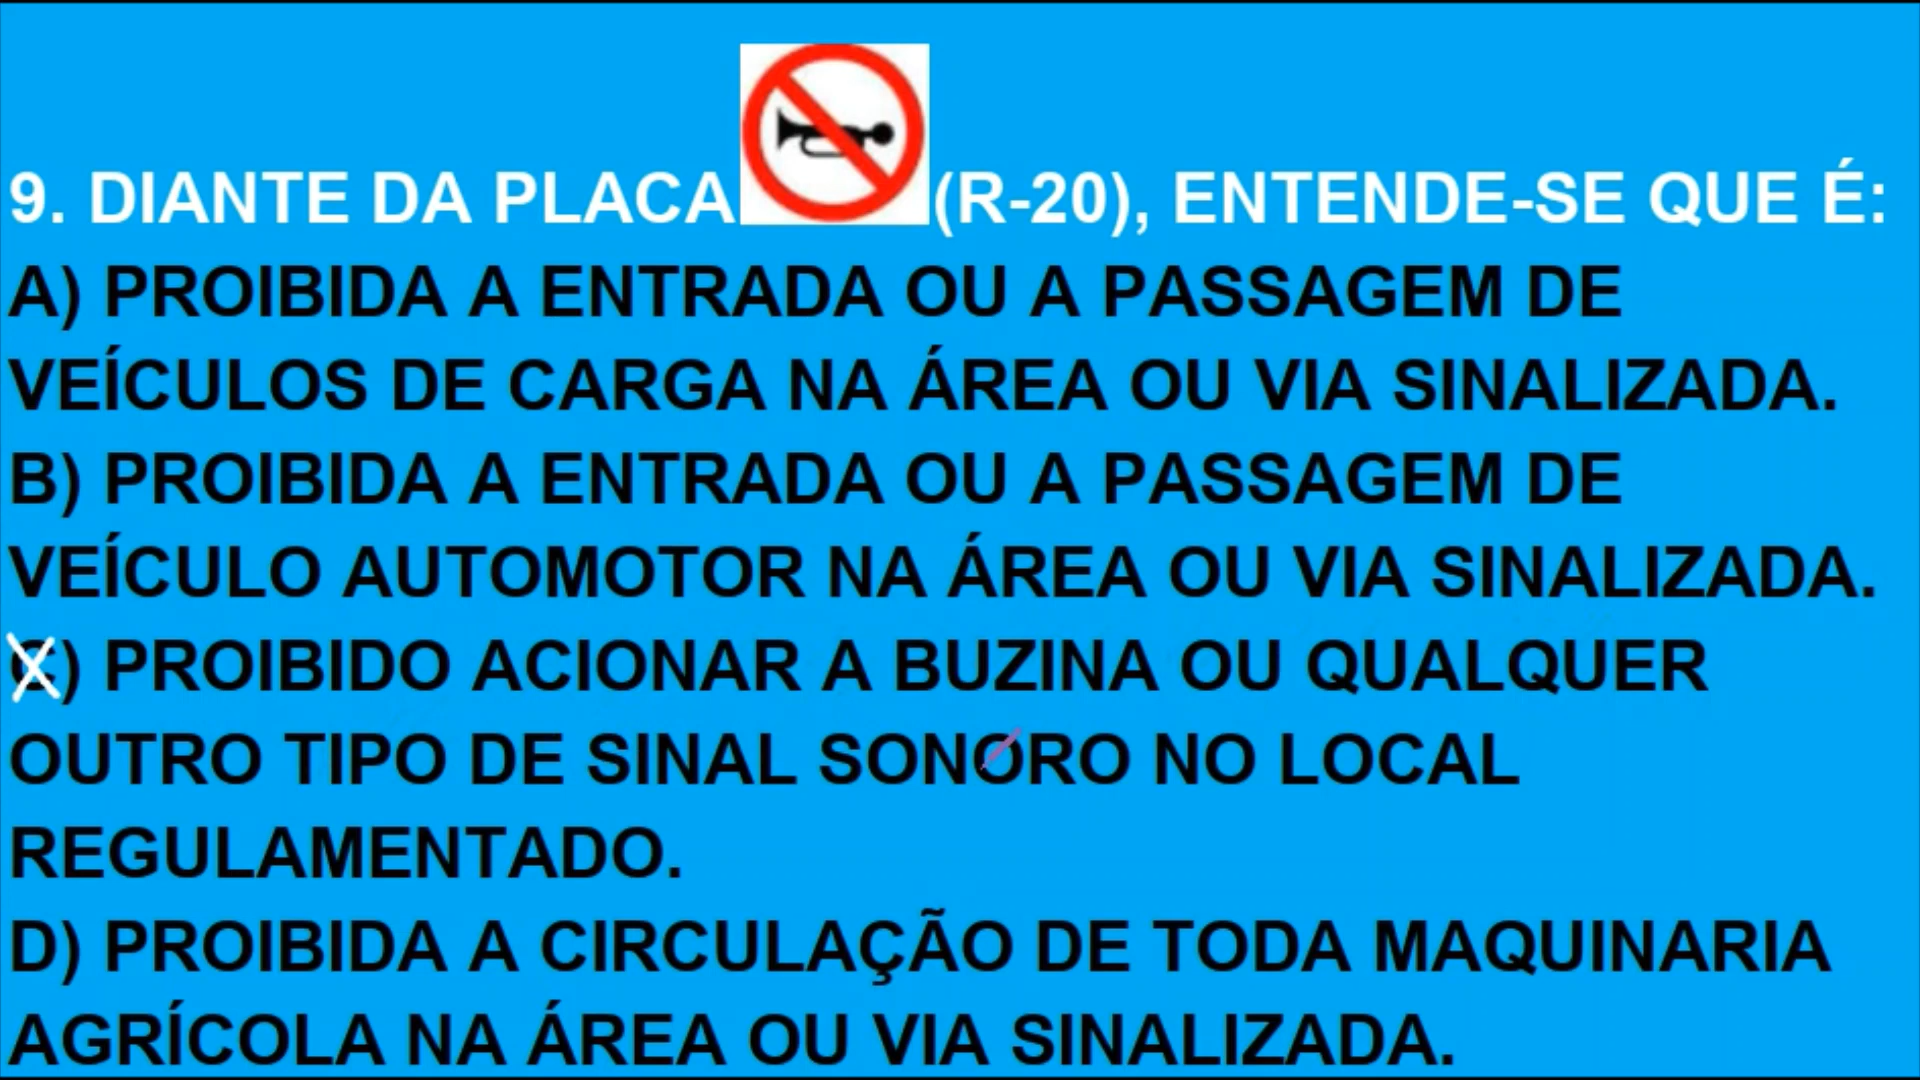 9. DIANTE DA PLACA (R-20), ENTENDE-SE QUE É:
A) PROIBIDA A ENTRADA OU A PASSAGEM DE
VEÍCULOS DE CARGA NA ÁREA OU VIA SINALIZADA.
B) PROIBIDA A ENTRADA OU A PASSAGEM DE
VEÍCULO AUTOMOTOR NA ÁREA OU VIA SINALIZADA.
C) PROIBIDO ACIONAR A BUZINA OU QUALQUER
OUTRO TIPO DE SINAL SONORO NO LOCAL
REGULAMENTADO.
D) PROIBIDA A CIRCULAÇÃO DE TODA MAQUINARIA
AGRÍCOLA NA ÁREA OU VIA SINALIZADA.